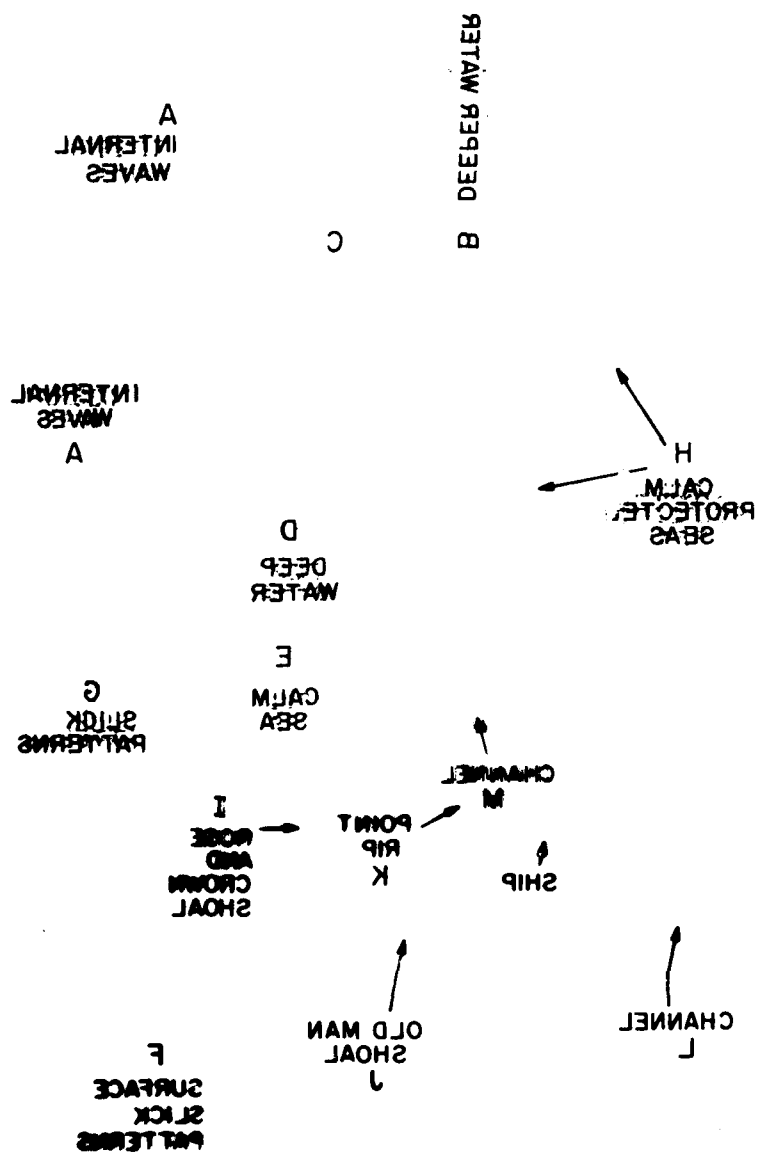 A
INTERNAL
WAVES
B DEEPER WATER
C
INTERNAL
WAVES
A
H
CALM
PROTECTE
SEAS
D
DEEP
WATER
E
CALM
SEA
G
SLICK
PATTERNS
CHANNEL
M
I
ROSE
AND
CROWN
SHOAL
POINT
RIP
K
SHIP
OLD MAN
SHOAL
J
CHANNEL
L
F
SURFACE
SLICK
PATTERNS